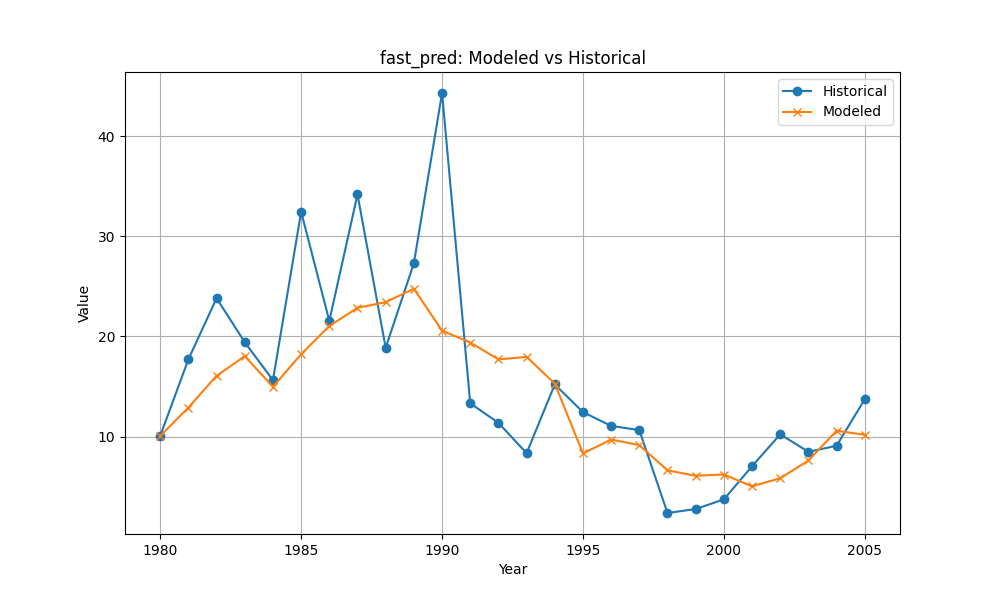 fast_pred: Modeled vs Historical
Historical
Modeled
Value
40
30
20
10
1980
1985
1990
1995
2000
2005
Year